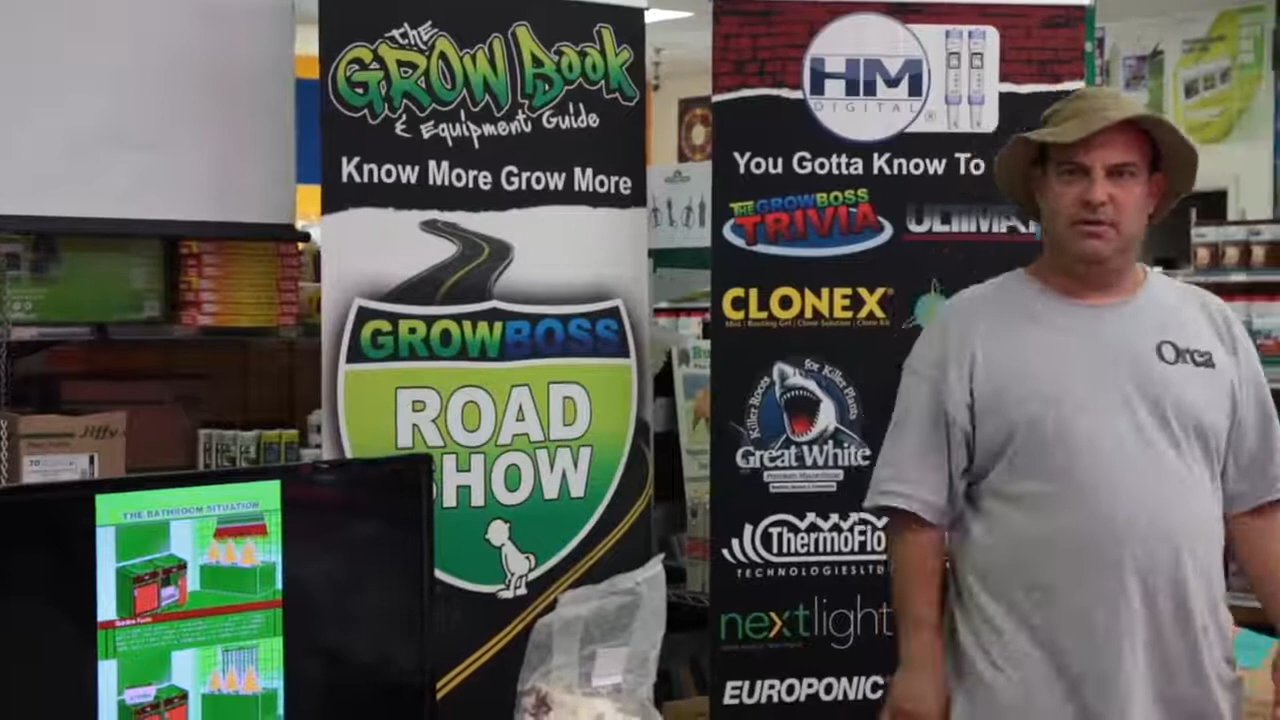 the
GROW Book
& Equipment Guide
Know More Grow More
GROWBOSS
ROAD
SHOW
HM
DIGITAL
®
You Gotta Know To
THE GROWBOSS
TRIVIA
CLONEX®
Killer Roots for Killer Plants
Great White
ThermoFlo
TECHNOLOGIES LTD
nextlight
EUROPONIC
Orca
Jiffy
THE BATHROOM SITUATION